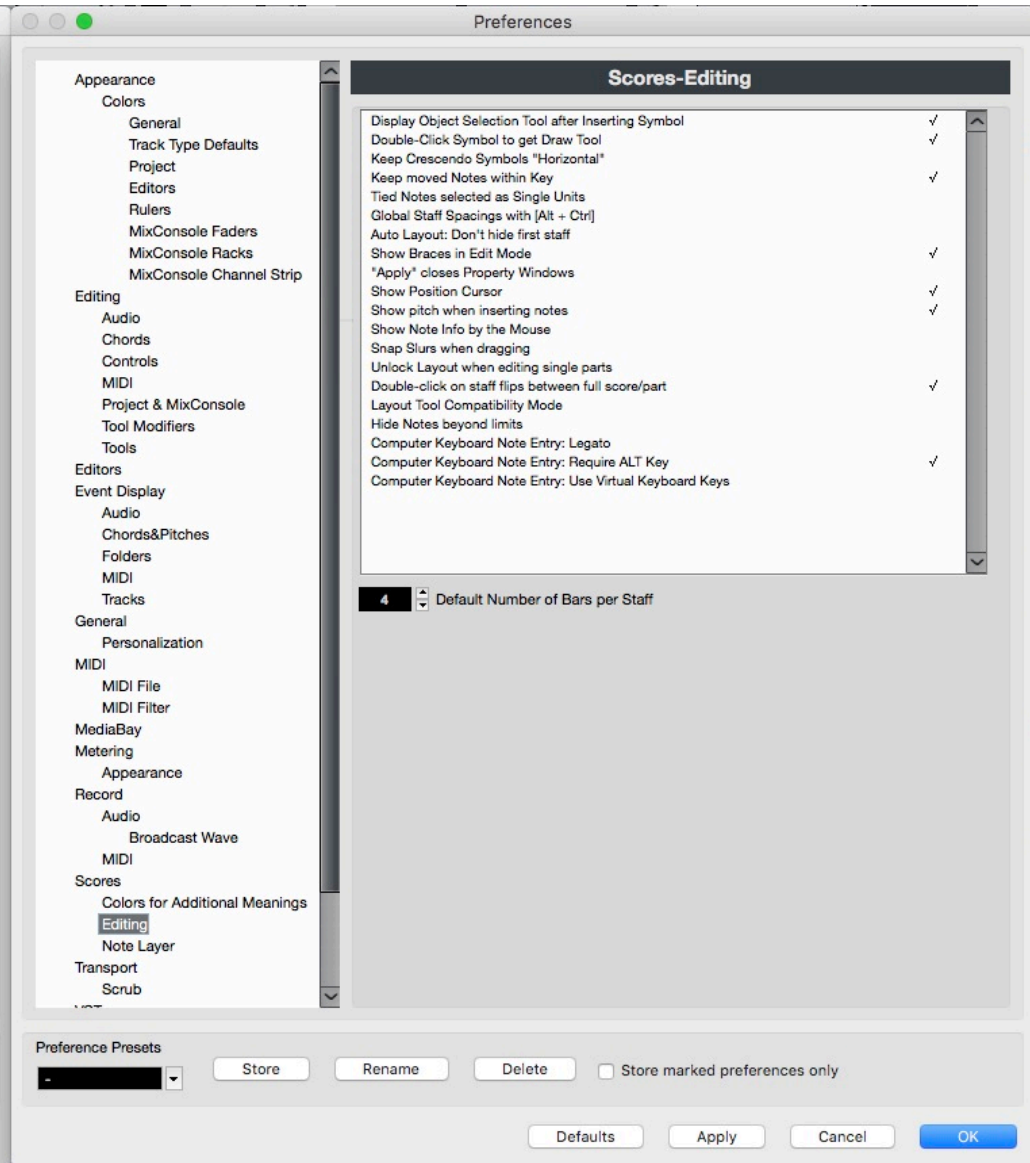 Preferences
Appearance
Colors
General
Track Type Defaults
Project
Editors
Rulers
MixConsole Faders
MixConsole Racks
MixConsole Channel Strip
Editing
Audio
Chords
Controls
MIDI
Project & MixConsole
Tool Modifiers
Tools
Editors
Event Display
Audio
Chords&Pitches
Folders
MIDI
Tracks
General
Personalization
MIDI
MIDI File
MIDI Filter
MediaBay
Metering
Appearance
Record
Audio
Broadcast Wave
MIDI
Scores
Colors for Additional Meanings
Editing
Note Layer
Transport
Scrub
Scores-Editing
Display Object Selection Tool after Inserting Symbol √
Double-Click Symbol to get Draw Tool √
Keep Crescendo Symbols "Horizontal"
Keep moved Notes within Key √
Tied Notes selected as Single Units
Global Staff Spacings with [Alt + Ctrl]
Auto Layout: Don't hide first staff
Show Braces in Edit Mode √
"Apply" closes Property Windows
Show Position Cursor √
Show pitch when inserting notes √
Show Note Info by the Mouse
Snap Slurs when dragging
Unlock Layout when editing single parts
Double-click on staff flips between full score/part √
Layout Tool Compatibility Mode
Hide Notes beyond limits
Computer Keyboard Note Entry: Legato
Computer Keyboard Note Entry: Require ALT Key √
Computer Keyboard Note Entry: Use Virtual Keyboard Keys
4 Default Number of Bars per Staff
Preference Presets
- Store Rename Delete Store marked preferences only
Defaults Apply Cancel OK